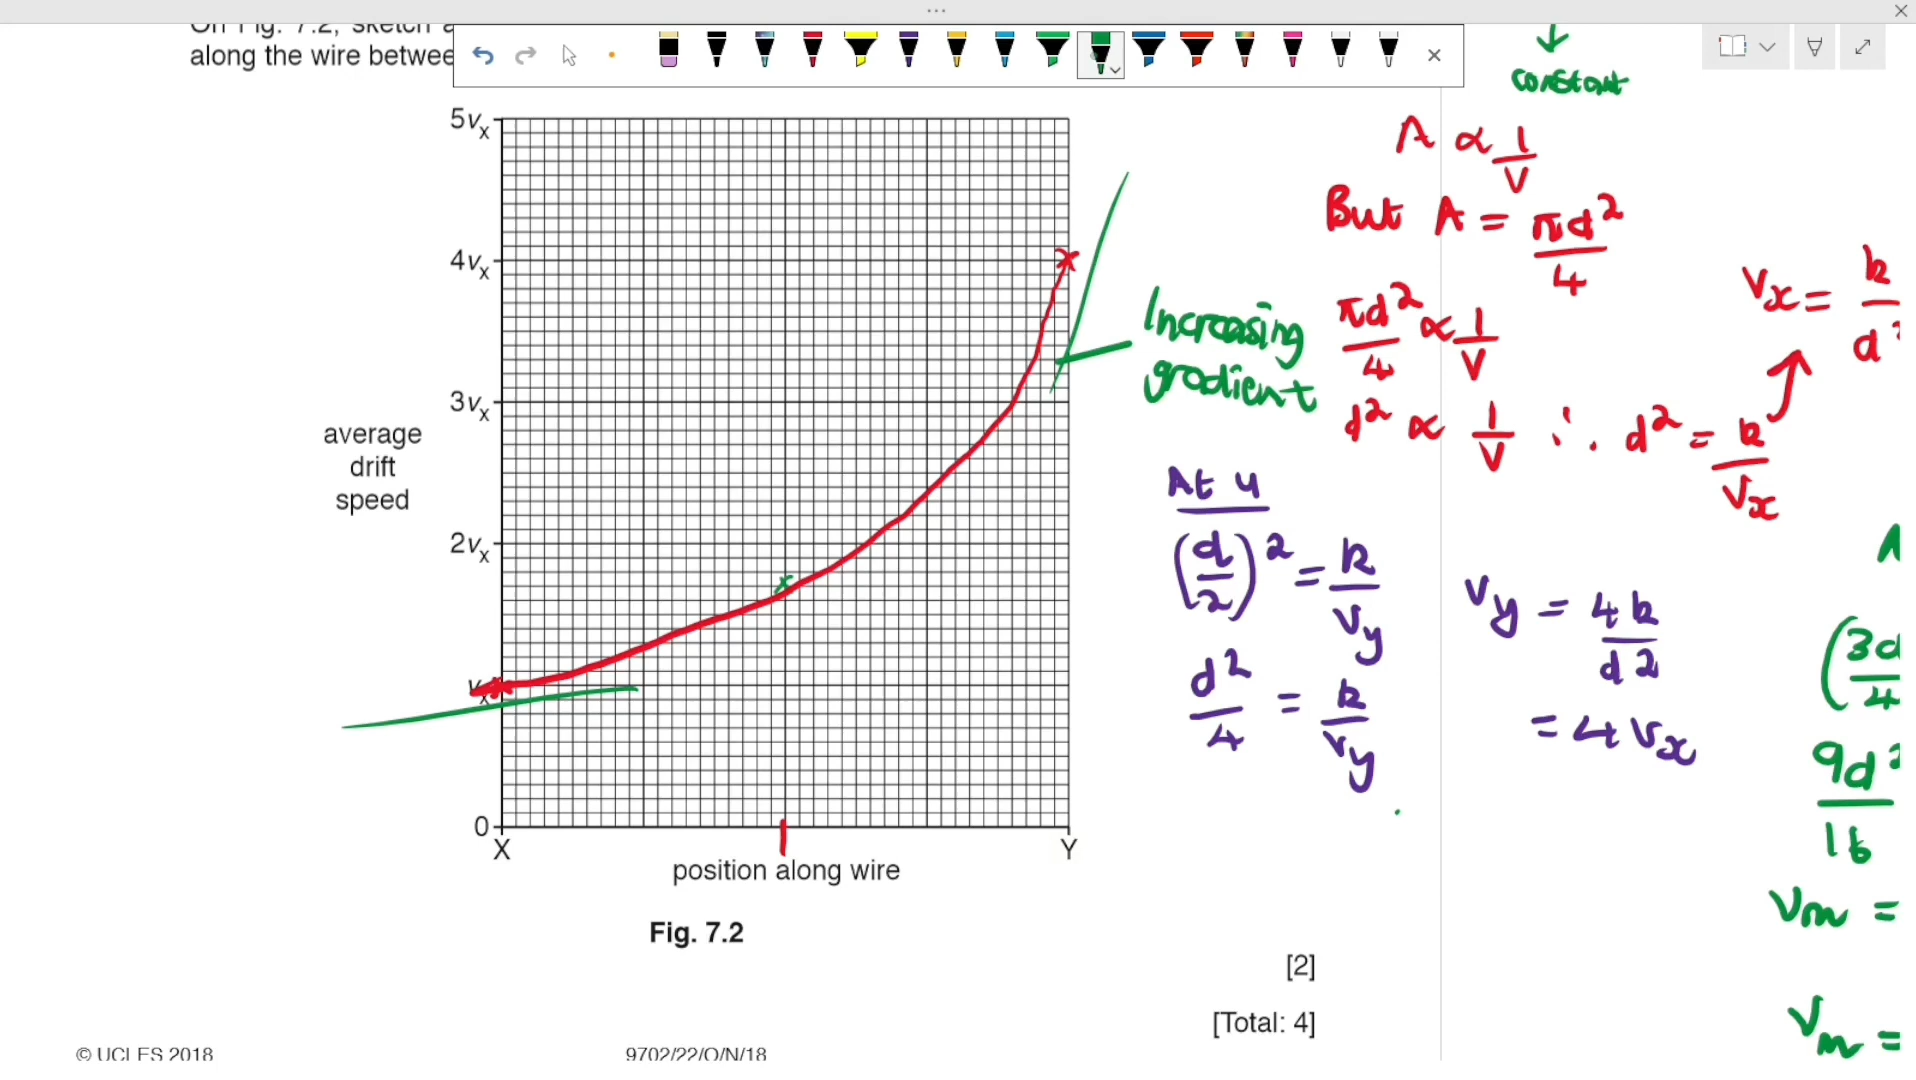 along the wire betwee
5vₓ
4vₓ
3vₓ
2vₓ
vₓ
0
X
Y
average
drift
speed
position along wire
Fig. 7.2
[2]
[Total: 4]
© UCLES 2018
9702/22/O/N/18
Increasing
gradient
constant
A ∝ 1/V
But A = πd²/4
πd²/4 ∝ 1/V
d² ∝ 1/V ∴ d² = k/Vx
Vx = k/d²
At y
(d/2)² = k/Vy
d²/4 = k/Vy
Vy = 4k/d2
= 4Vx
(3d/4
9d²/16
Vm =
Vm =